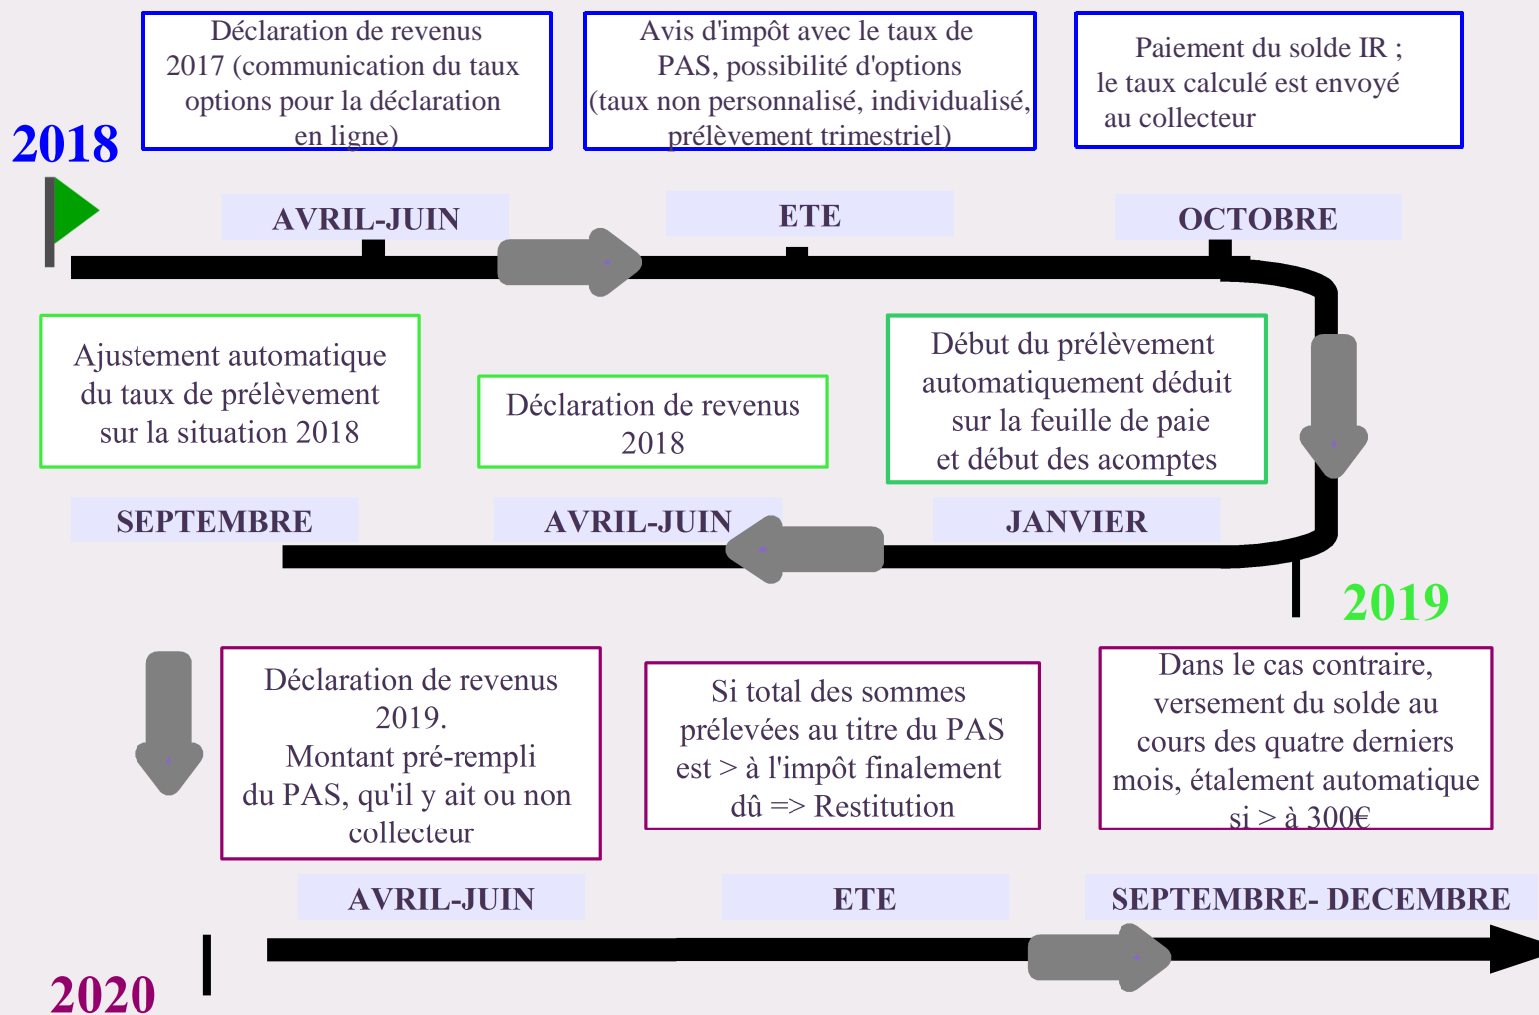 Déclaration de revenus
2017 (communication du taux
options pour la déclaration
en ligne)
Avis d'impôt avec le taux de
PAS, possibilité d'options
(taux non personnalisé, individualisé,
prélèvement trimestriel)
Paiement du solde IR ;
le taux calculé est envoyé
au collecteur
2018
AVRIL-JUIN
ETE
OCTOBRE
Ajustement automatique
du taux de prélèvement
sur la situation 2018
Déclaration de revenus
2018
Début du prélèvement
automatiquement déduit
sur la feuille de paie
et début des acomptes
SEPTEMBRE
AVRIL-JUIN
JANVIER
2019
Déclaration de revenus
2019.
Montant pré-rempli
du PAS, qu'il y ait ou non
collecteur
Si total des sommes
prélevées au titre du PAS
est > à l'impôt finalement
dû => Restitution
Dans le cas contraire,
versement du solde au
cours des quatre derniers
mois, étalement automatique
si > à 300€
AVRIL-JUIN
ETE
SEPTEMBRE- DECEMBRE
2020